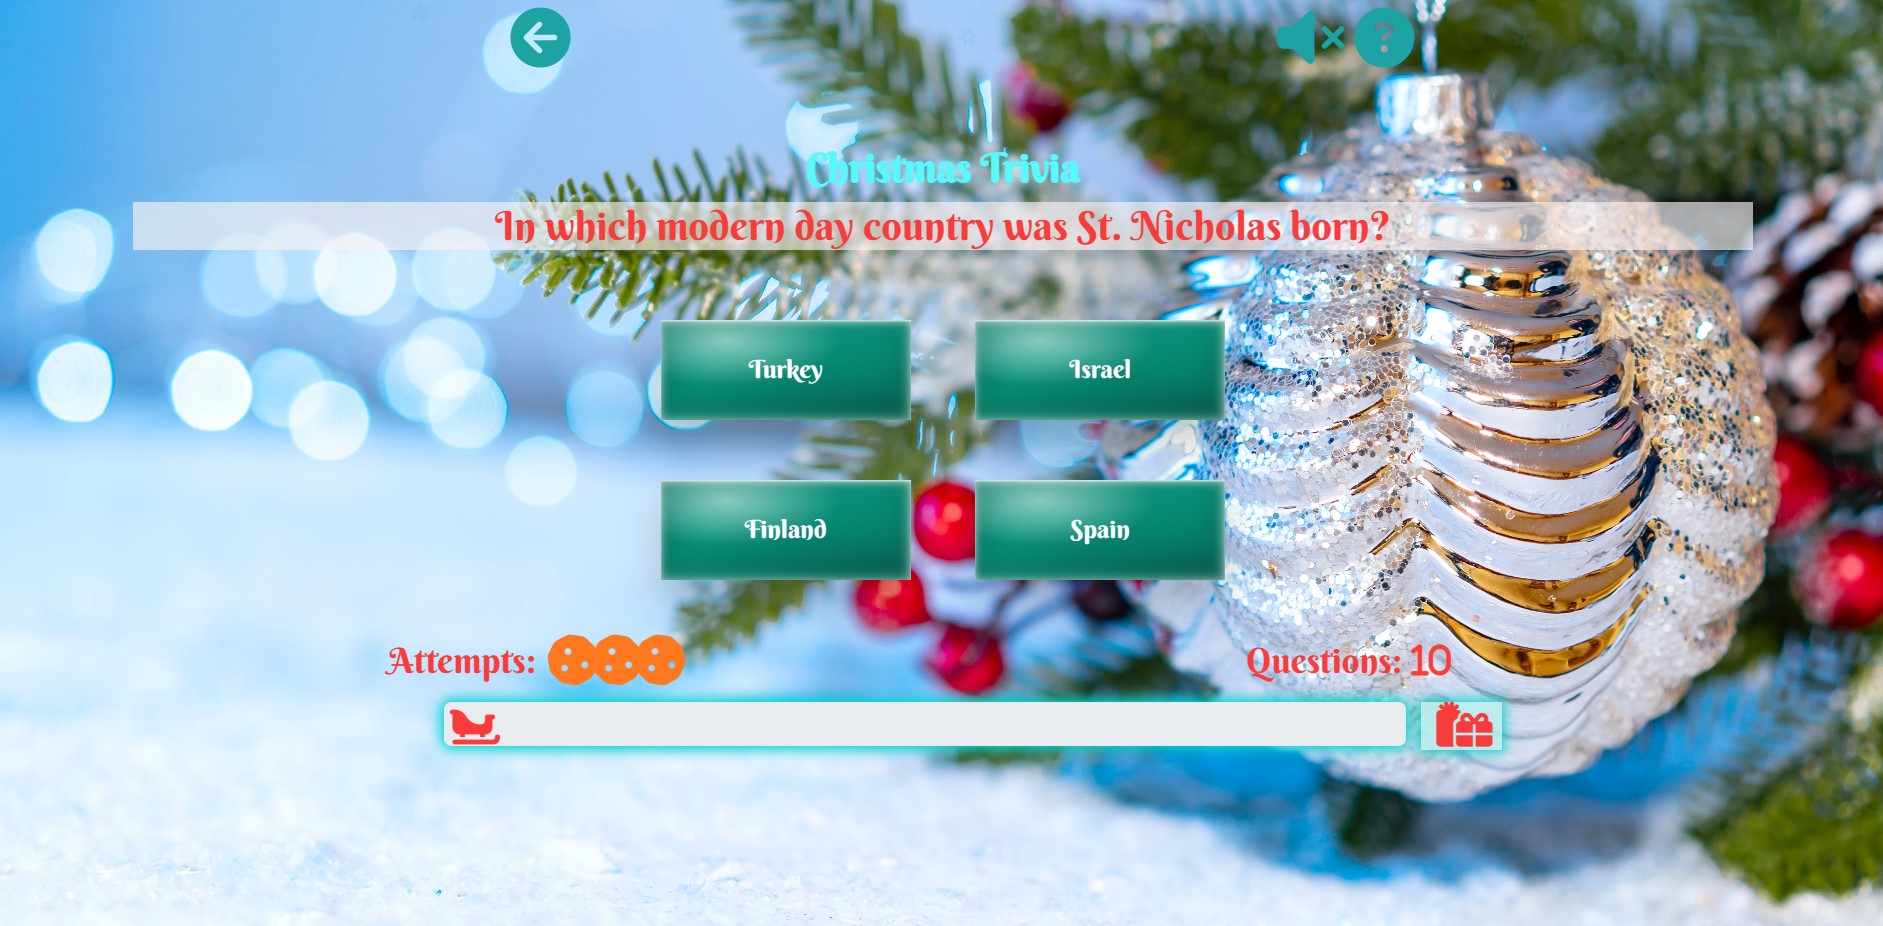 Christmas Trivia
In which modern day country was St. Nicholas born?
Turkey
Israel
Finland
Spain
Attempts:
Questions: 10